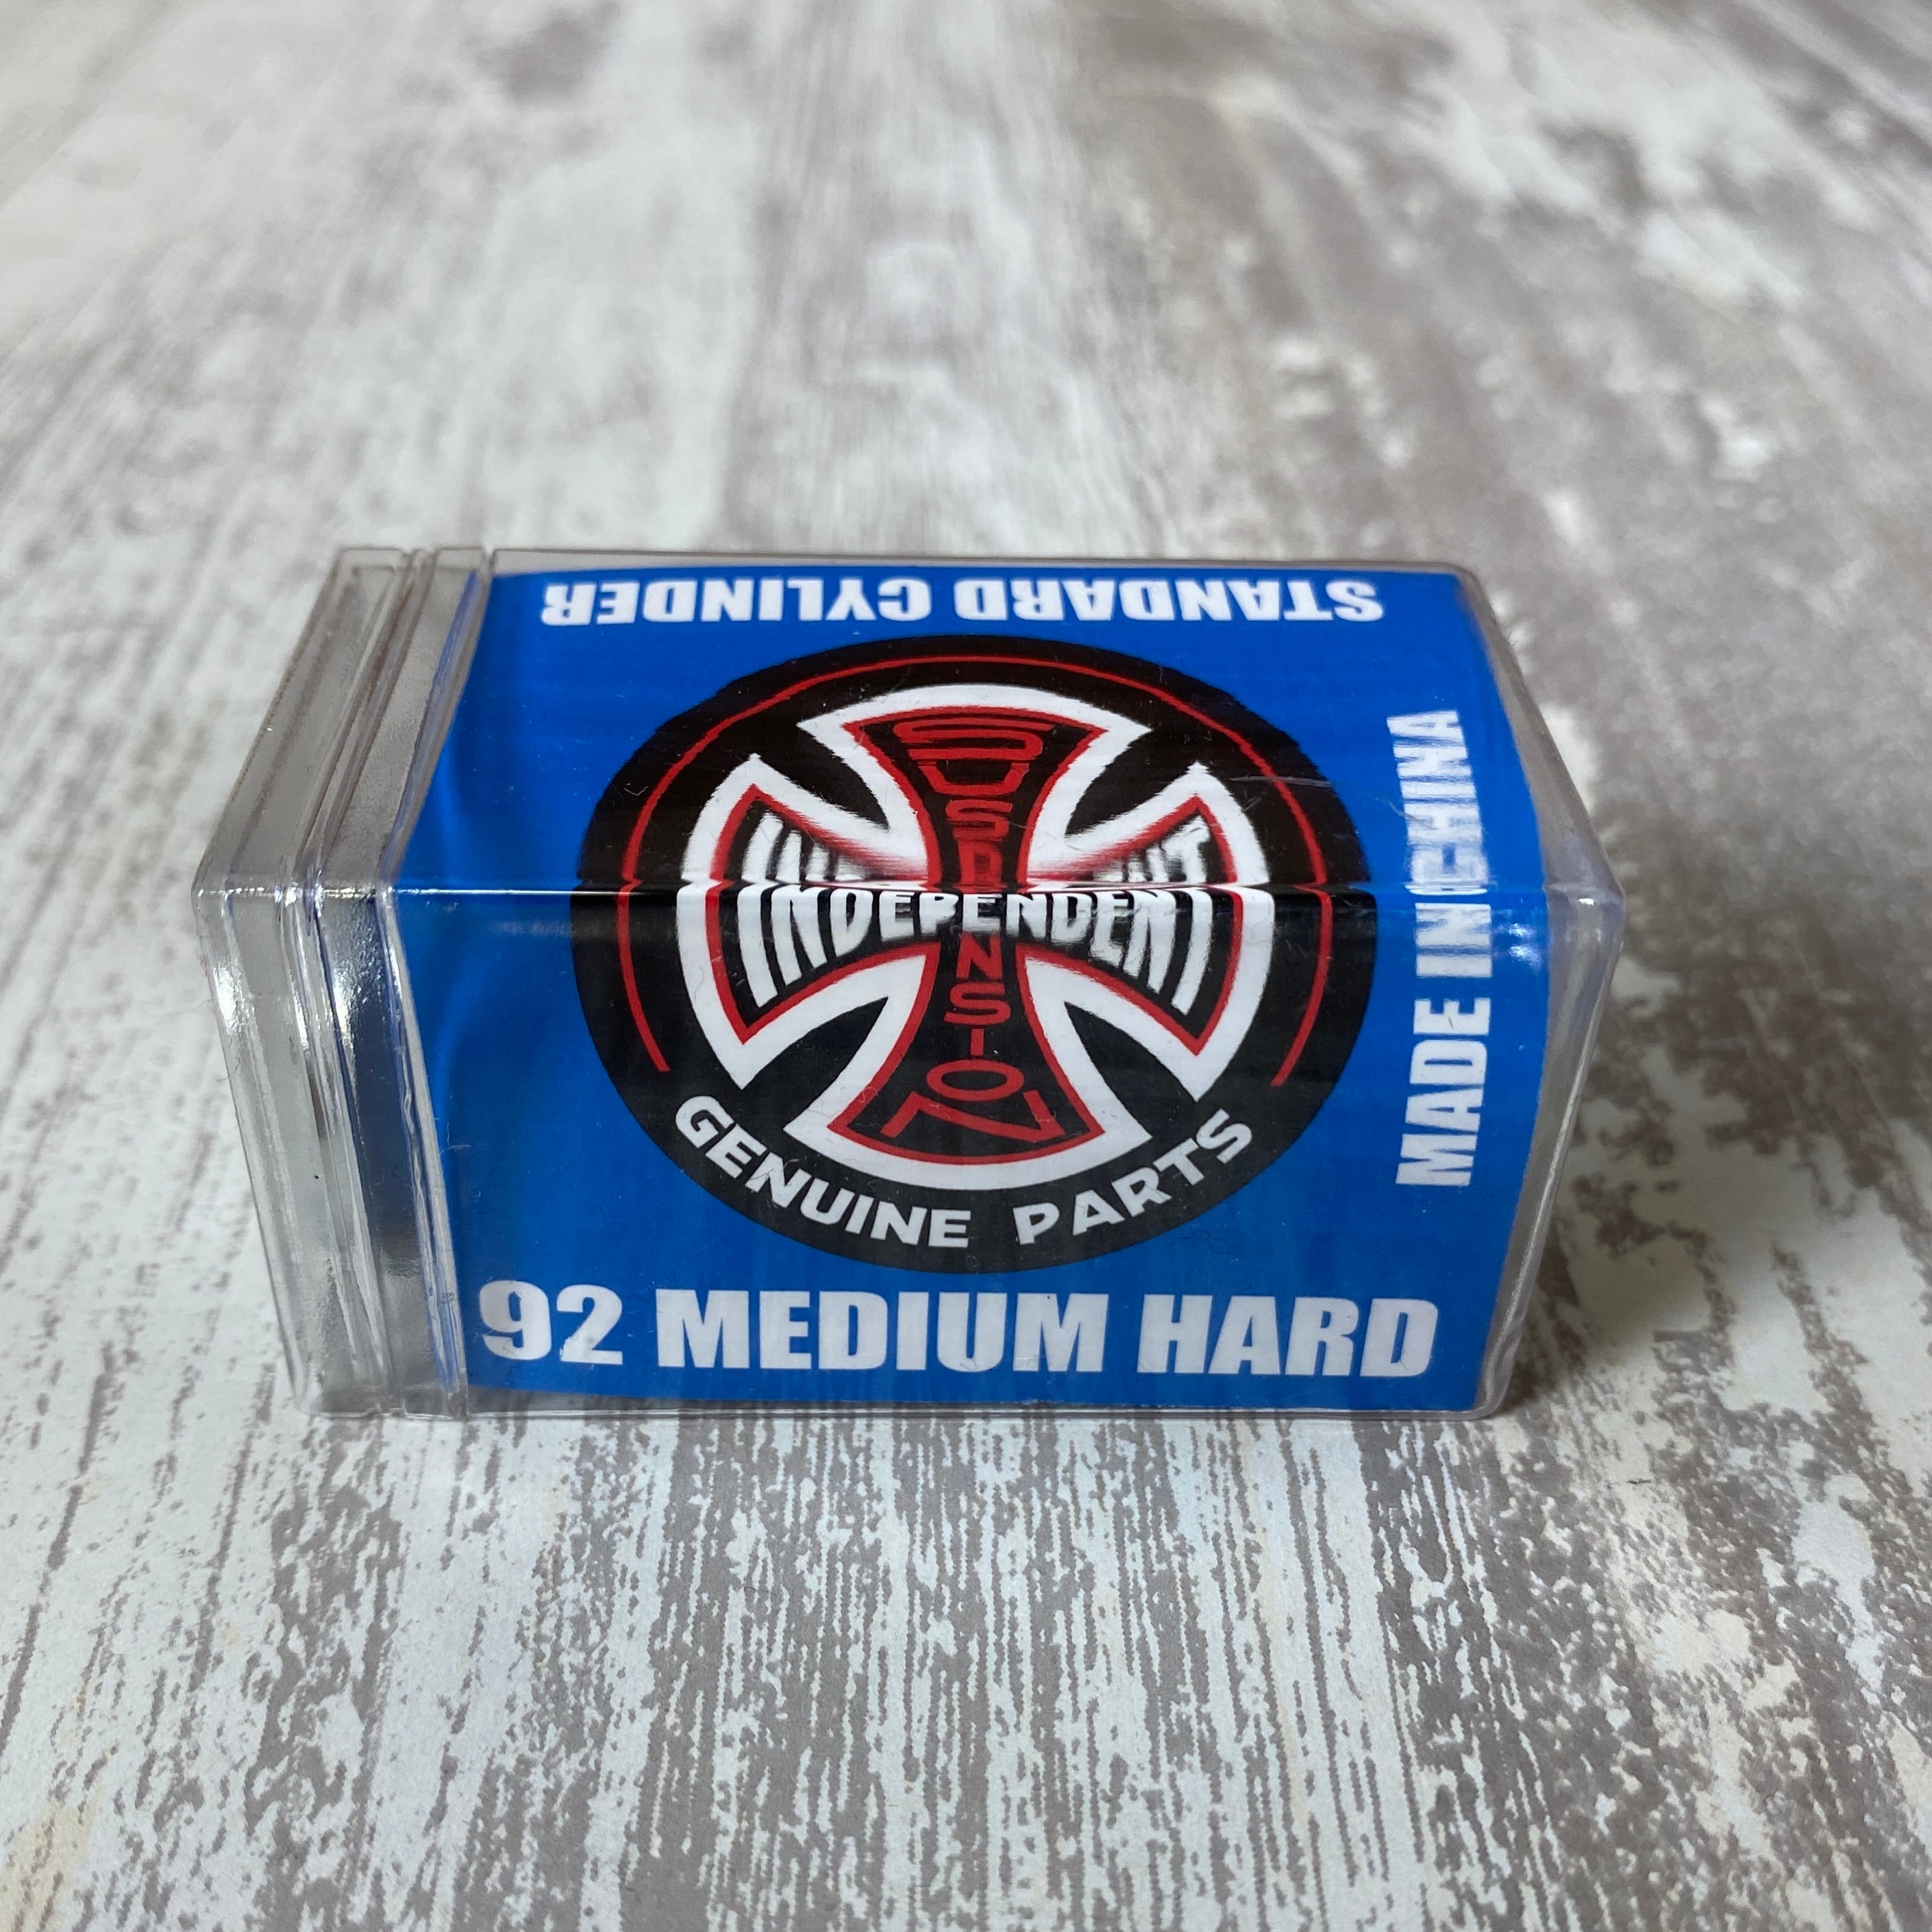 STANDARD CYLINDER
SUSPENSION
INDEPENDENT
GENUINE PARTS
MADE IN CHINA
92 MEDIUM HARD